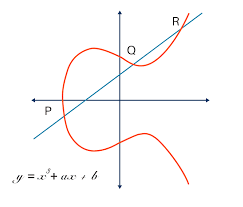 R
Q
P
y = x³ + ax + b